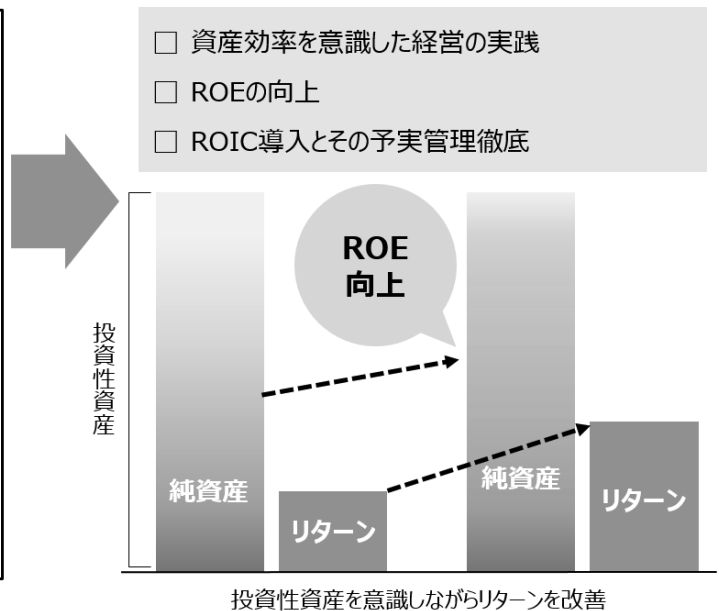 □ 資産効率を意識した経営の実践
□ ROEの向上
□ ROIC導入とその予実管理徹底
ROE
向上
投資性資産
純資産
リターン
純資産
リターン
投資性資産を意識しながらリターンを改善